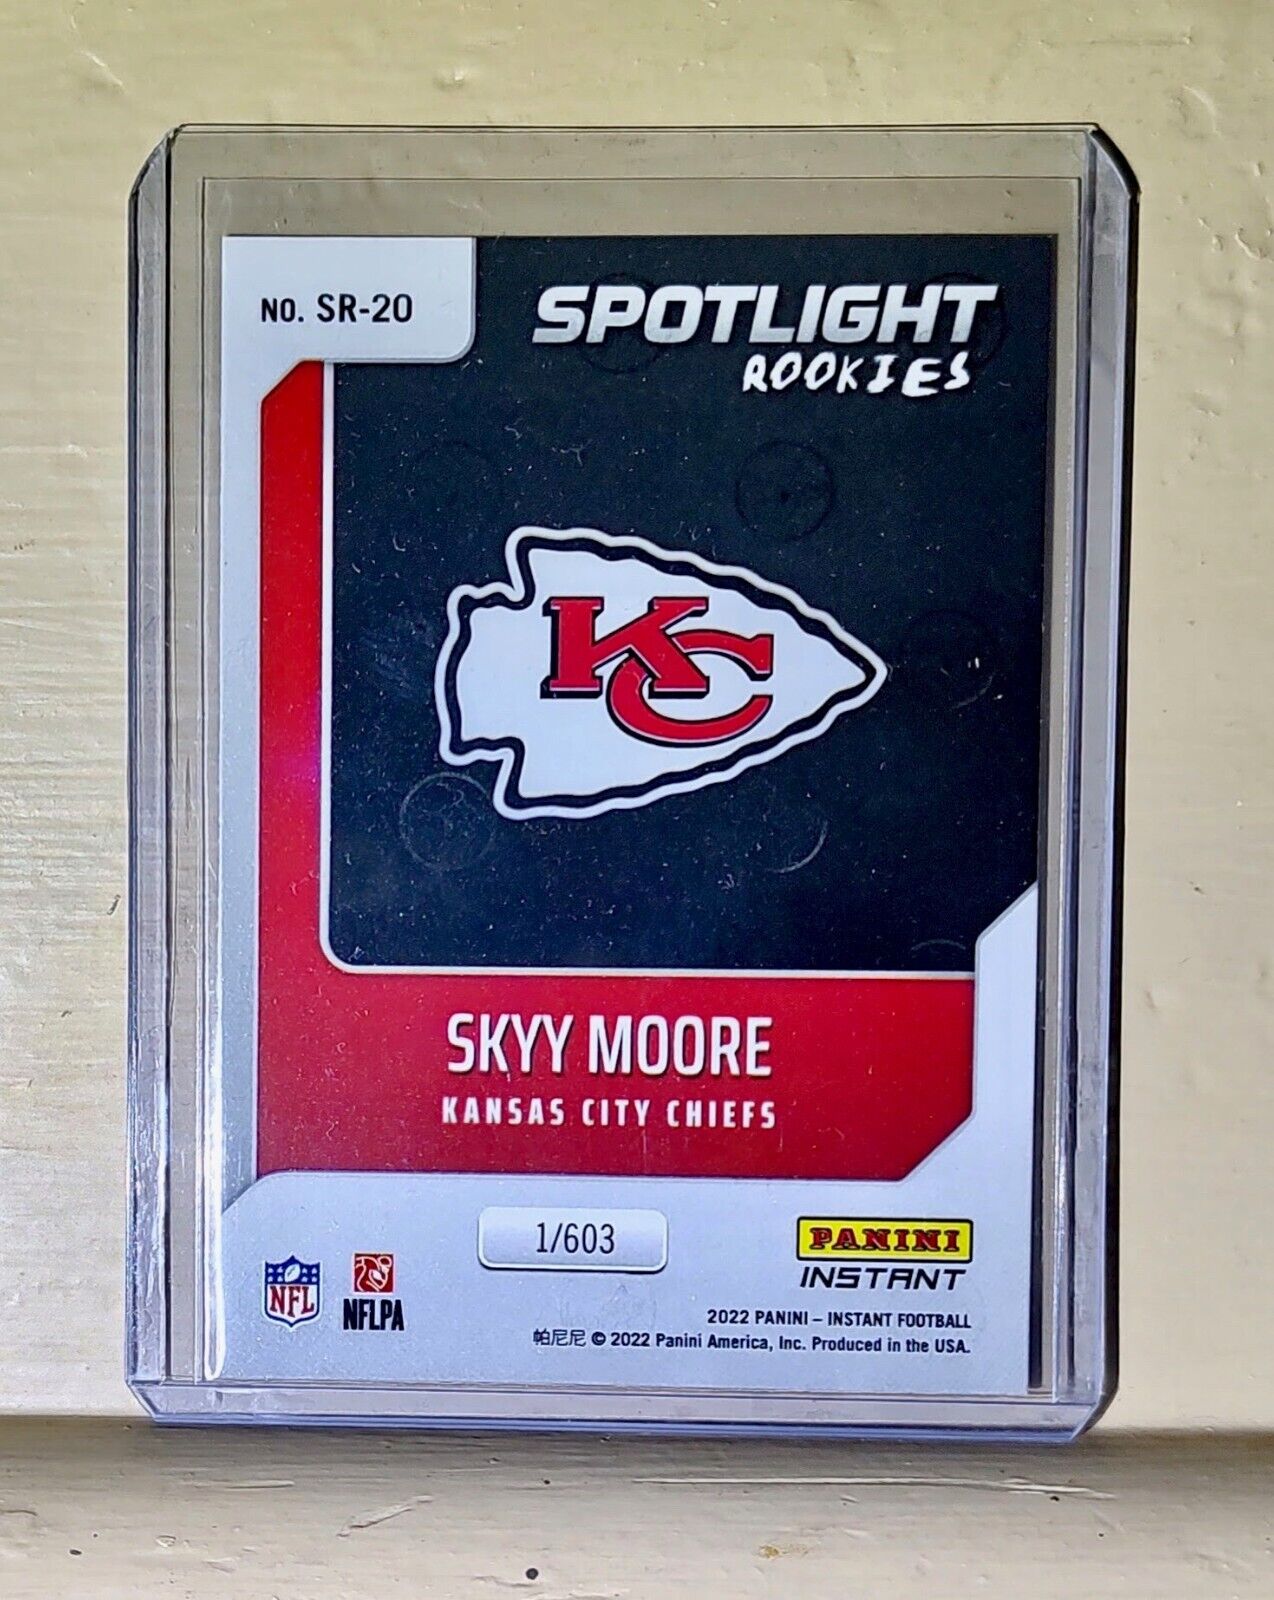 NO. SR-20
SPOTLIGHT
ROOKIES
KC
SKYY MOORE
KANSAS CITY CHIEFS
1/603
PANINI
INSTANT
NFL
NFLPA
2022 PANINI – INSTANT FOOTBALL
帕尼尼 © 2022 Panini America, Inc. Produced in the USA.